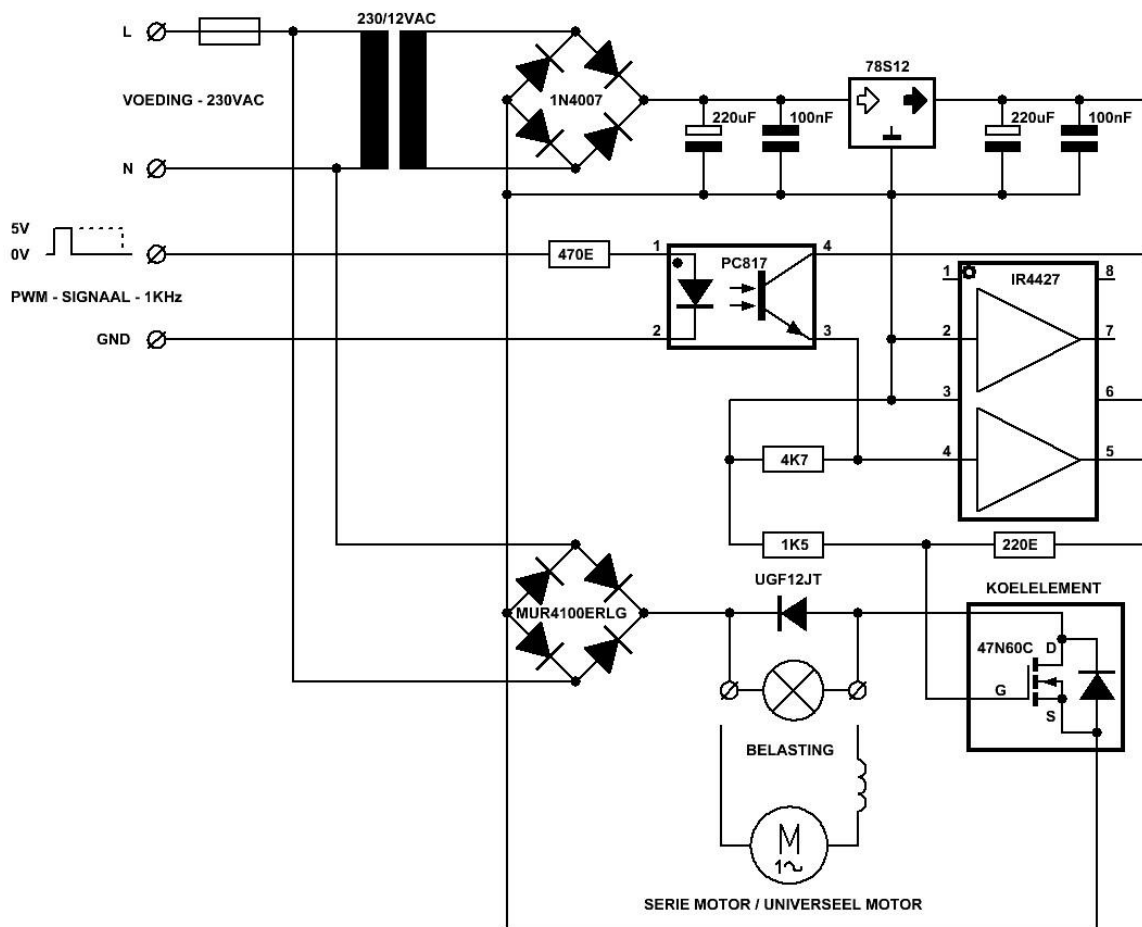 230/12VAC
L
VOEDING - 230VAC
N
1N4007
78S12
220uF
100nF
220uF
100nF
5V
0V
PWM - SIGNAAL - 1KHz
GND
470E
1
2
PC817
4
3
IR4427
1
2
3
4
8
7
6
5
4K7
1K5
220E
MUR4100ERLG
UGF12JT
KOELELEMENT
47N60C
D
G
S
BELASTING
M
1~
SERIE MOTOR / UNIVERSEEL MOTOR